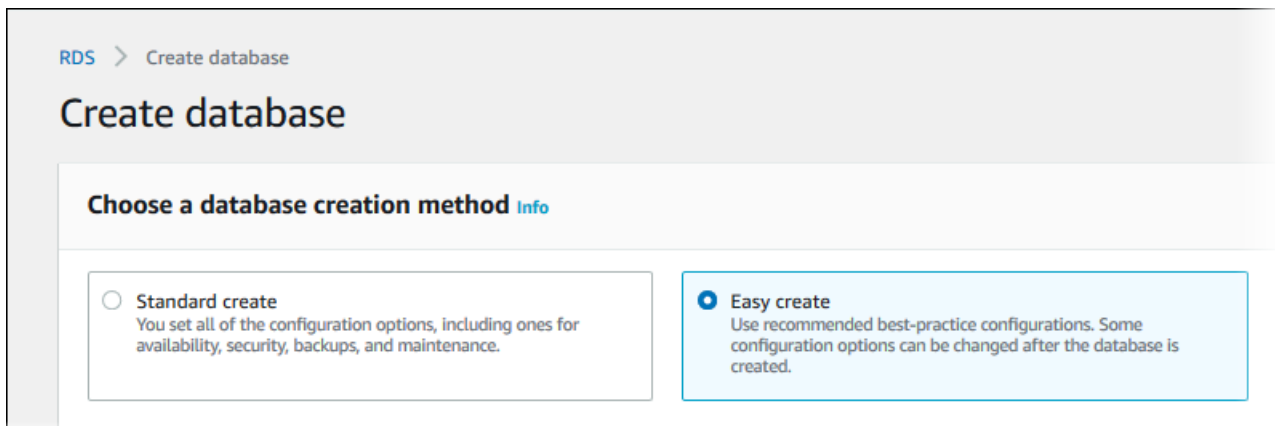 RDS > Create database
Create database
Choose a database creation method Info
Standard create
You set all of the configuration options, including ones for
availability, security, backups, and maintenance.
Easy create
Use recommended best-practice configurations. Some
configuration options can be changed after the database is
created.